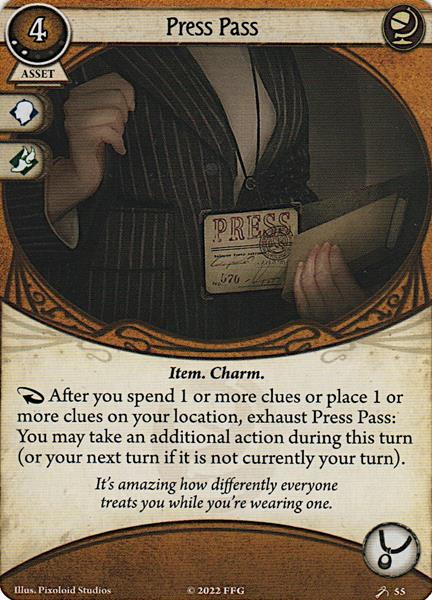 Press Pass
4
ASSET
PRESS
570
Item. Charm.
After you spend 1 or more clues or place 1 or
more clues on your location, exhaust Press Pass:
You may take an additional action during this turn
(or your next turn if it is not currently your turn).
It's amazing how differently everyone
treats you while you're wearing one.
Illus. Pixoloid Studios
© 2022 FFG
55